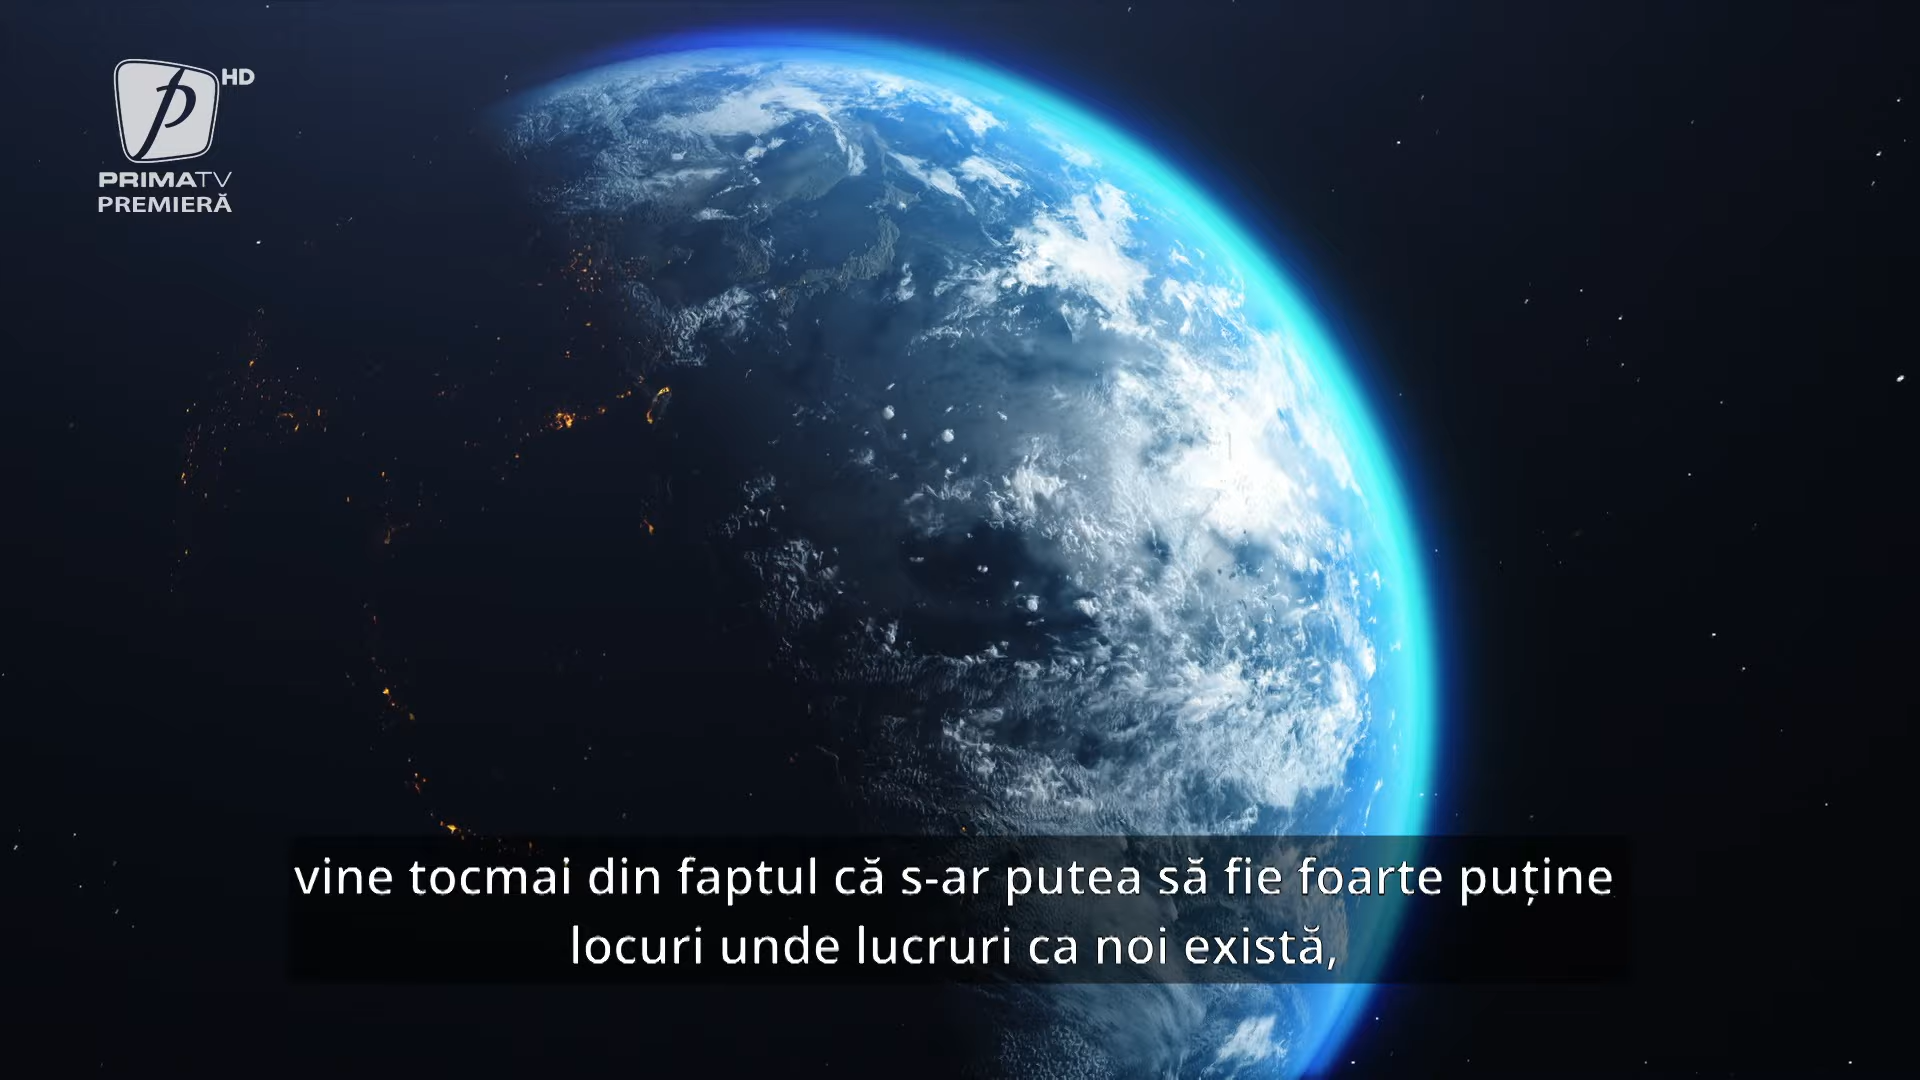 HD
PRIMATV
PREMIERĂ
vine tocmai din faptul că s-ar putea să fie foarte puține
locuri unde lucruri ca noi există,